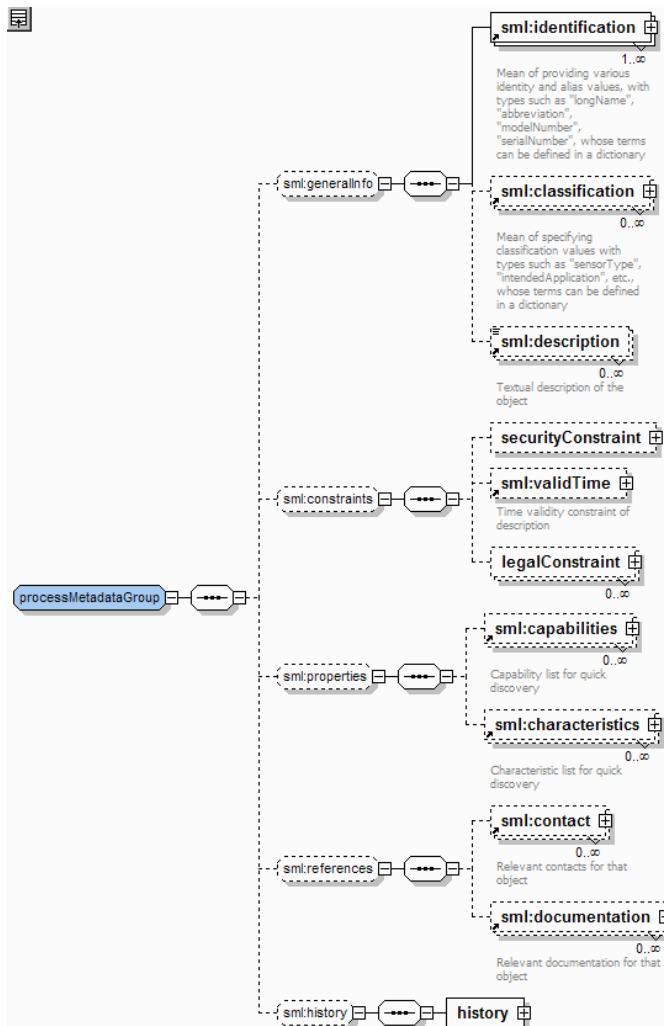 sml:identification
1..∞
Mean of providing various
identity and alias values, with
types such as "longName",
"abbreviation",
"modelNumber",
"serialNumber", whose terms
can be defined in a dictionary
sml:generalInfo
sml:classification
0..∞
Mean of specifying
classification values with
types such as "sensorType",
"intendedApplication", etc.,
whose terms can be defined
in a dictionary
sml:description
0..∞
Textual description of the
object
securityConstraint
sml:constraints
sml:validTime
Time validity constraint of
description
legalConstraint
0..∞
processMetadataGroup
sml:capabilities
0..∞
Capability list for quick
discovery
sml:properties
sml:characteristics
0..∞
Characteristic list for quick
discovery
sml:contact
0..∞
Relevant contacts for that
object
sml:references
sml:documentation
0..∞
Relevant documentation for that
object
sml:history
history